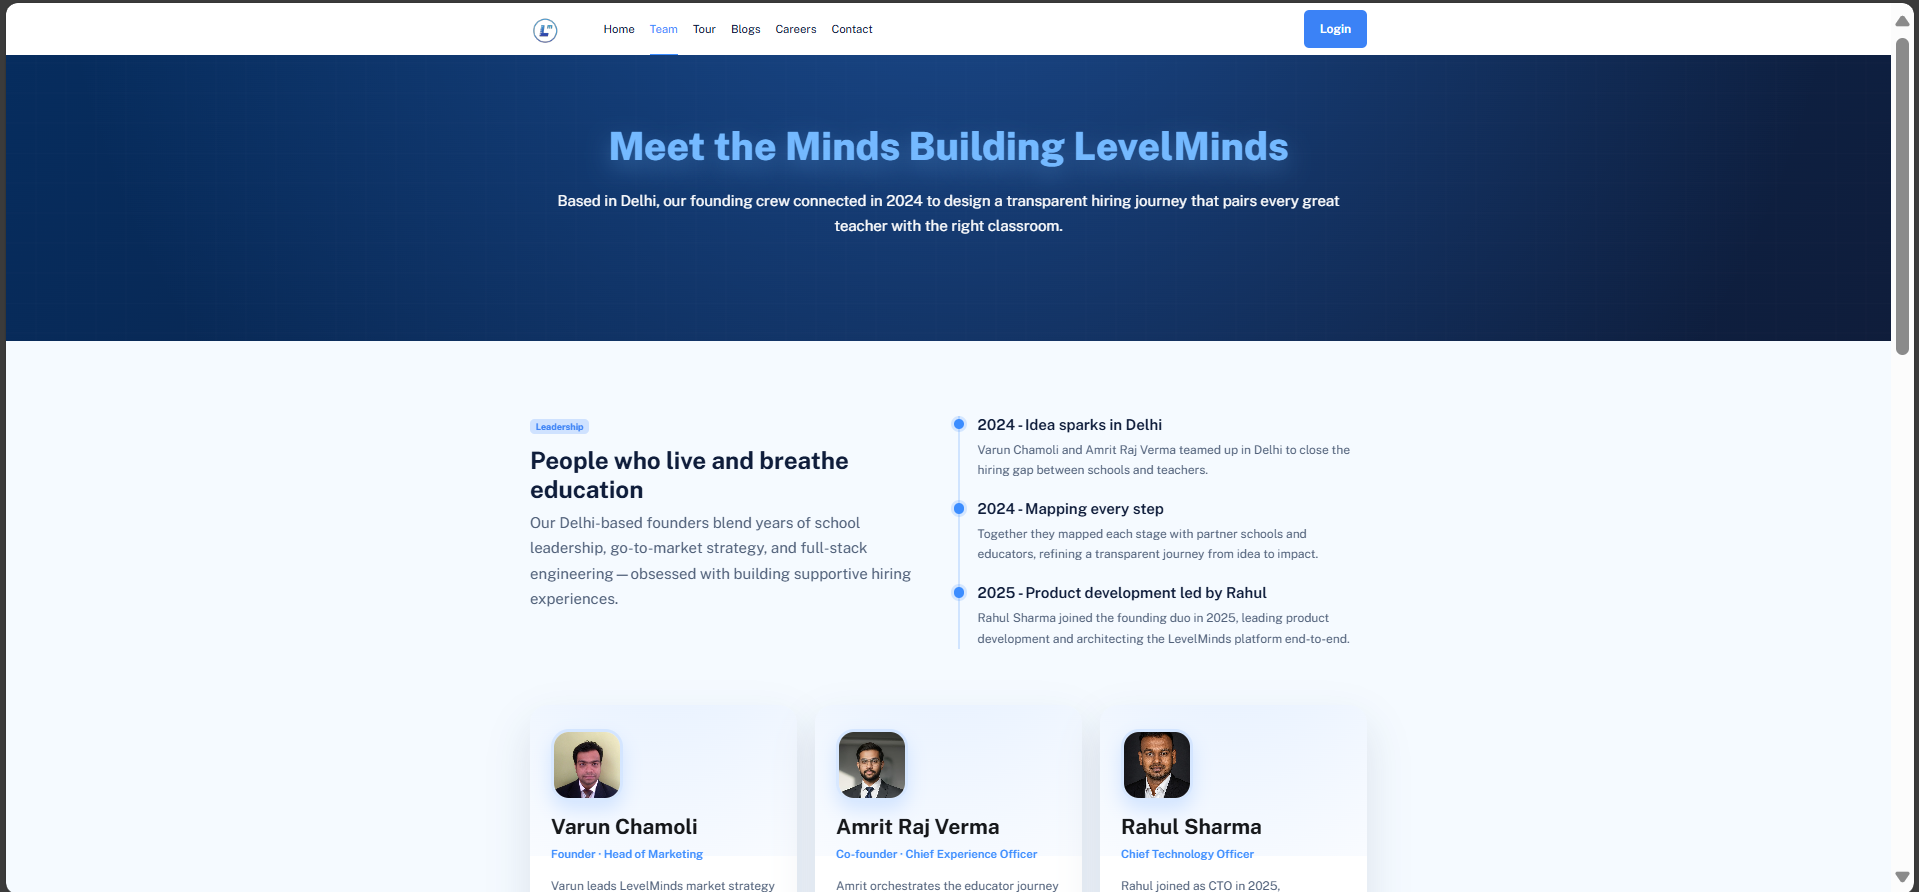 Lm
Home Team Tour Blogs Careers Contact
Login
Meet the Minds Building LevelMinds
Based in Delhi, our founding crew connected in 2024 to design a transparent hiring journey that pairs every great
teacher with the right classroom.
Leadership
People who live and breathe
education
Our Delhi-based founders blend years of school
leadership, go-to-market strategy, and full-stack
engineering — obsessed with building supportive hiring
experiences.
2024 - Idea sparks in Delhi
Varun Chamoli and Amrit Raj Verma teamed up in Delhi to close the
hiring gap between schools and teachers.
2024 - Mapping every step
Together they mapped each stage with partner schools and
educators, refining a transparent journey from idea to impact.
2025 - Product development led by Rahul
Rahul Sharma joined the founding duo in 2025, leading product
development and architecting the LevelMinds platform end-to-end.
Varun Chamoli
Founder · Head of Marketing
Varun leads LevelMinds market strategy
Amrit Raj Verma
Co-founder · Chief Experience Officer
Amrit orchestrates the educator journey
Rahul Sharma
Chief Technology Officer
Rahul joined as CTO in 2025,